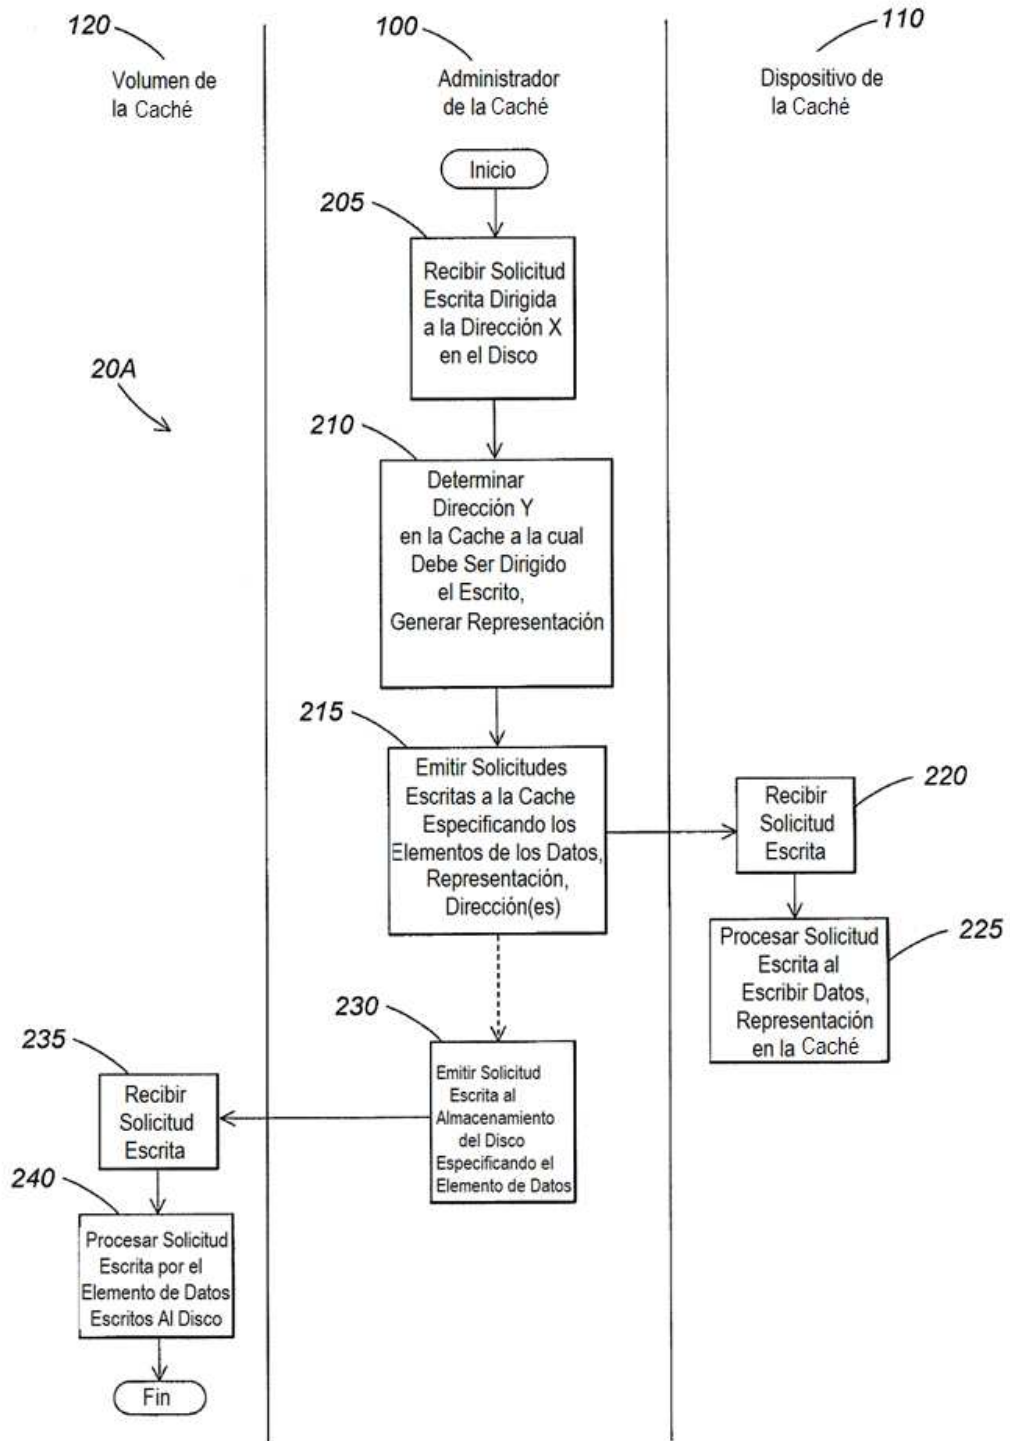 120
100
110
Volumen de
la Caché
Administrador
de la Caché
Dispositivo de
la Caché
Inicio
205
Recibir Solicitud
Escrita Dirigida
a la Dirección X
en el Disco
20A
210
Determinar
Dirección Y
en la Cache a la cual
Debe Ser Dirigido
el Escrito,
Generar Representación
215
Emitir Solicitudes
Escritas a la Cache
Especificando los
Elementos de los Datos,
Representación,
Dirección(es)
220
Recibir
Solicitud
Escrita
225
Procesar Solicitud
Escrita al
Escribir Datos,
Representación
en la Caché
230
Emitir Solicitud
Escrita al
Almacenamiento
del Disco
Especificando el
Elemento de Datos
235
Recibir
Solicitud
Escrita
240
Procesar Solicitud
Escrita por el
Elemento de Datos
Escritos Al Disco
Fin